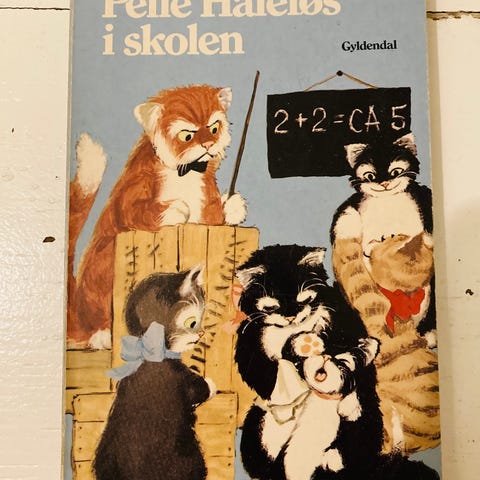 Pelle Haleløs
i skolen
Gyldendal
2+2=CA 5